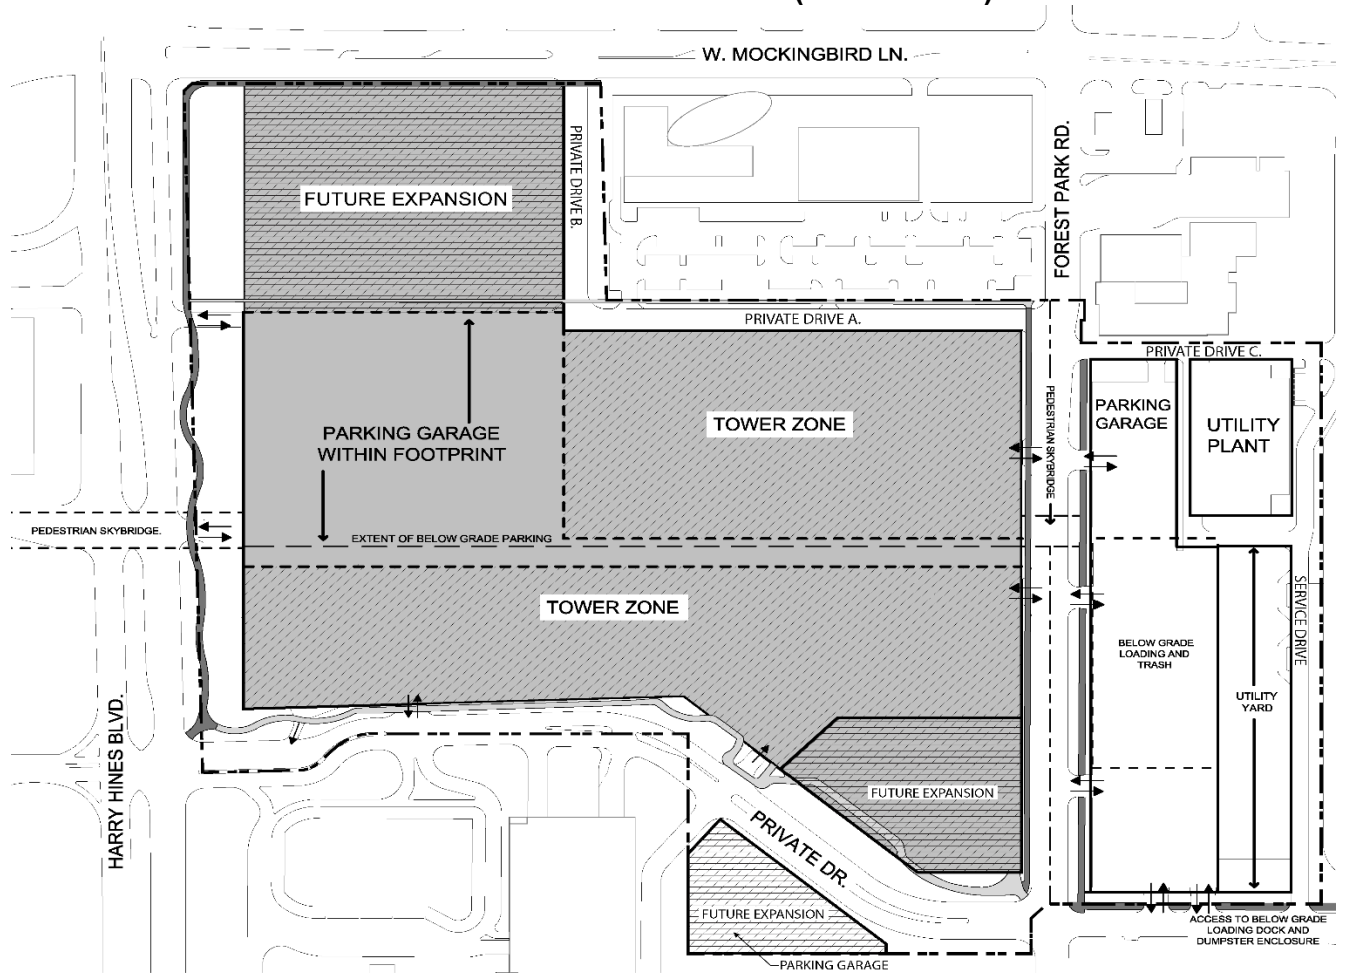 W. MOCKINGBIRD LN.
FUTURE EXPANSION
PRIVATE DRIVE B.
FOREST PARK RD.
PRIVATE DRIVE A.
PRIVATE DRIVE C.
PARKING
GARAGE
UTILITY
PLANT
TOWER ZONE
PARKING GARAGE
WITHIN FOOTPRINT
PEDESTRIAN SKYBRIDGE
PEDESTRIAN SKYBRIDGE.
EXTENT OF BELOW GRADE PARKING
TOWER ZONE
SERVICE DRIVE
BELOW GRADE
LOADING AND
TRASH
UTILITY
YARD
HARRY HINES BLVD.
FUTURE EXPANSION
PRIVATE DR.
FUTURE EXPANSION
PARKING GARAGE
ACCESS TO BELOW GRADE
LOADING DOCK AND
DUMPSTER ENCLOSURE